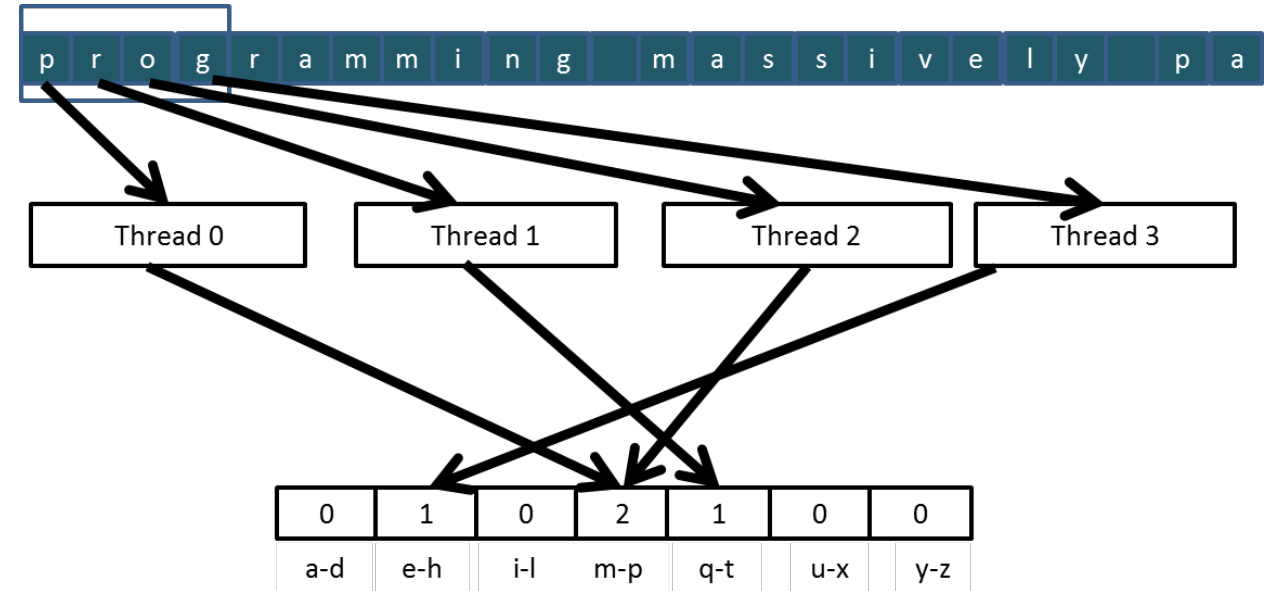 p r o g r a m m i n g m a s s i v e l y p a
Thread 0 Thread 1 Thread 2 Thread 3
0 1 0 2 1 0 0
a-d e-h i-l m-p q-t u-x y-z